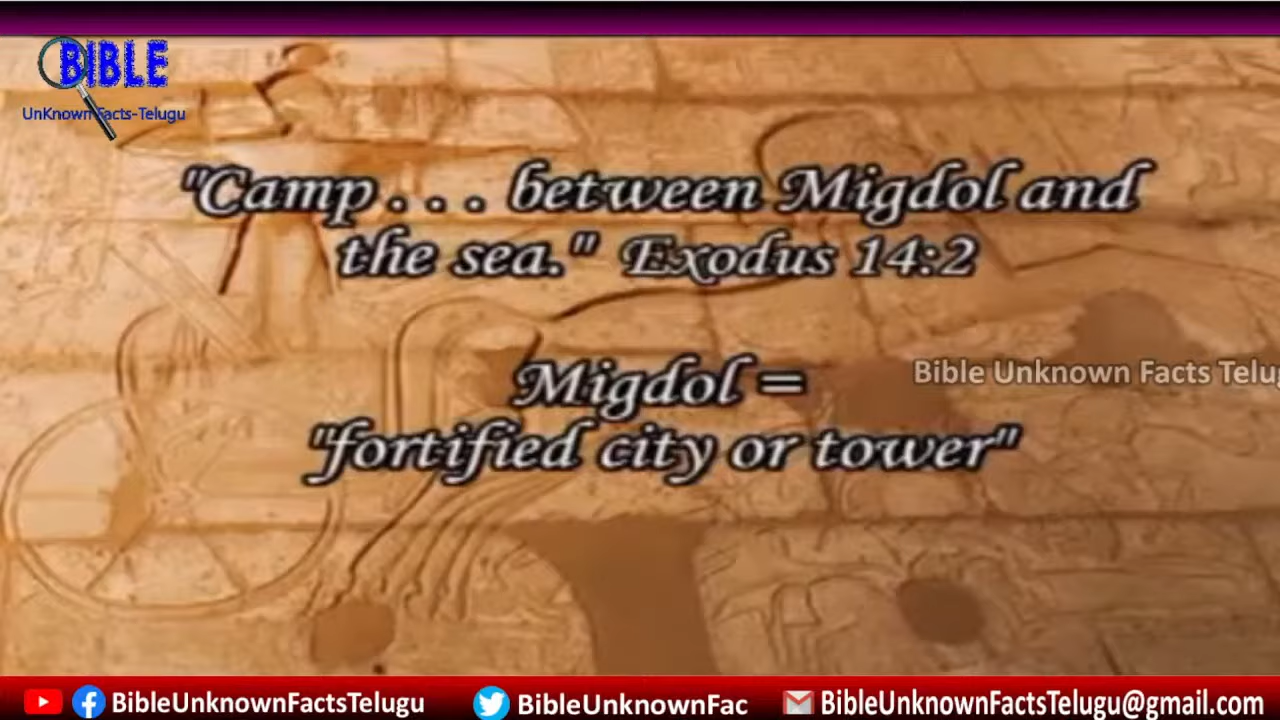 BIBLE
UnKnown Facts-Telugu
"Camp . . . between Migdol and
the sea." Exodus 14:2
Migdol =
"fortified city or tower"
Bible Unknown Facts Telu
BibleUnknownFactsTelugu
BibleUnknownFac
BibleUnknownFactsTelugu@gmail.com